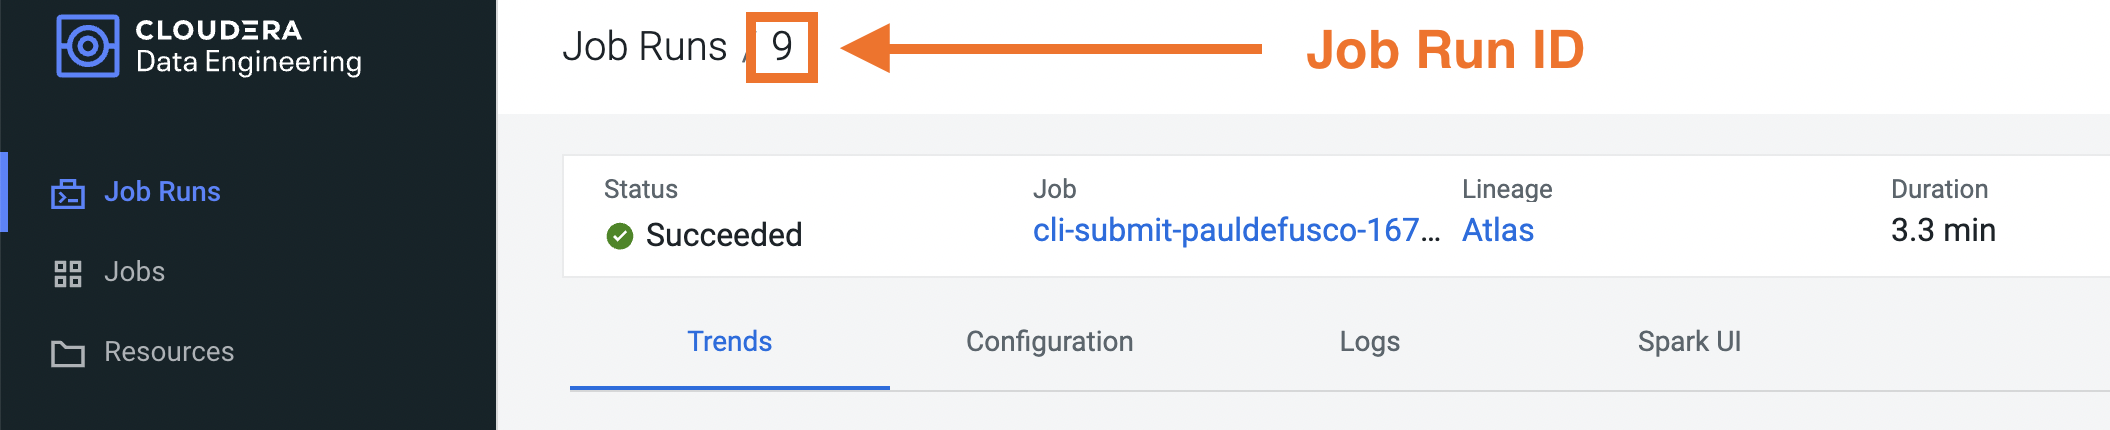 CLOUDERA
Data Engineering
Job Runs
Jobs
Resources
Job Runs / 9
Job Run ID
Status
Succeeded
Job
cli-submit-pauldefusco-167...
Lineage
Atlas
Duration
3.3 min
Trends
Configuration
Logs
Spark UI